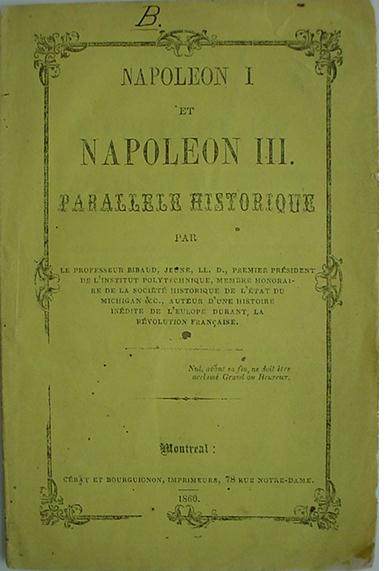 B.
NAPOLEON I
ET
NAPOLEON III.
PARALLELE HISTORIQUE
PAR
LE PROFESSEUR BIBAUD, JEUNE, LL. D., PREMIER PRÉSIDENT
DE L'INSTITUT POLYTECHNIQUE, MEMBRE HONORAI-
RE DE LA SOCIÉTÉ HISTORIQUE DE L'ÉTAT DU
MICHIGAN &C., AUTEUR D'UNE HISTOIRE
INÉDITE DE L'EUROPE DURANT, LA
RÉVOLUTION FRANÇAISE.
Nul, avant sa fin, ne doit être
acclamé Grand ou Heureux.
Montreal :
CÉRAT ET BOURGUIGNON, IMPRIMEURS, 78 RUE NOTRE-DAME.
1860.